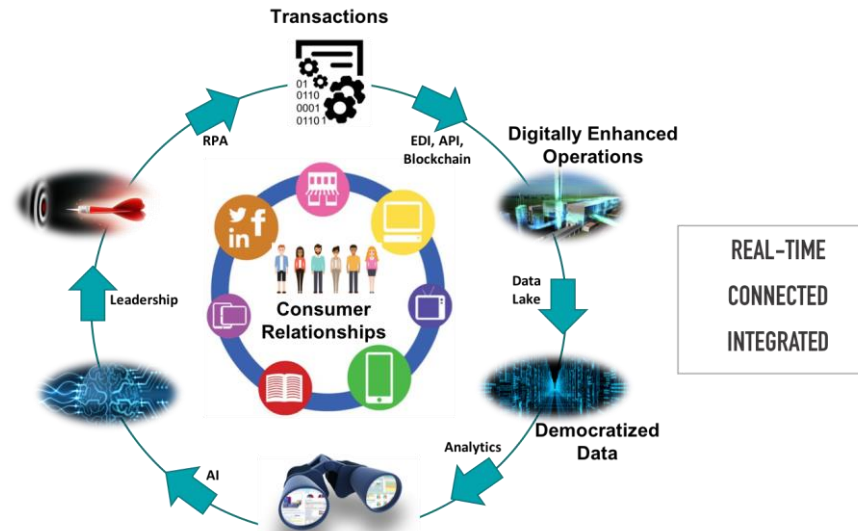 Transactions
01
0110
0001
0110 1
RPA
EDI, API,
Blockchain
Digitally Enhanced
Operations
f
in
Consumer
Relationships
Leadership
Data
Lake
REAL-TIME
CONNECTED
INTEGRATED
Democratized
Data
Analytics
AI